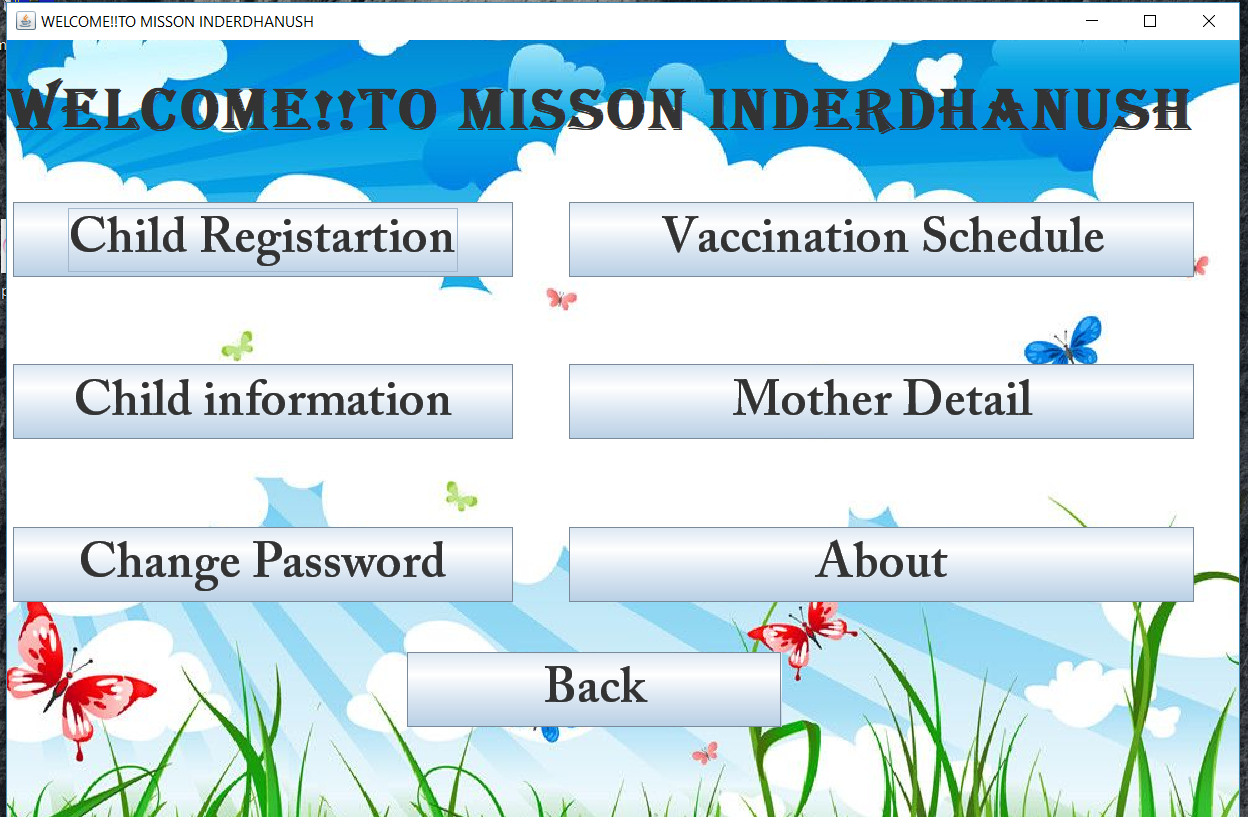 WELCOME!!TO MISSON INDERDHANUSH
WELCOME!!TO MISSON INDERDHANUSH
Child Registartion
Vaccination Schedule
Child information
Mother Detail
Change Password
About
Back